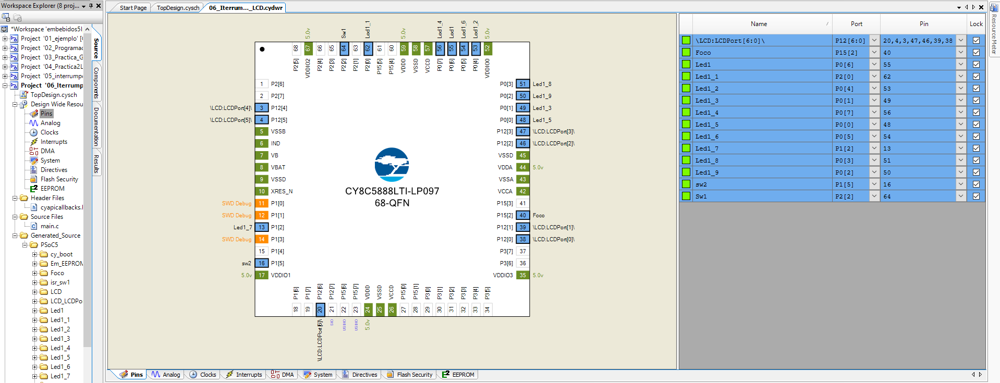 Workspace Explorer (8 proj...
Start Page
TopDesign.cysch
06_Iterrum..._LCD.cydwr
*Workspace 'embebidos5I
Project '01_ejemplo' [C
Project '02_Programac
Project '03_Practica_G
Project '04_Practica2L
Project '05_interrupc
Project '06_Iterrump
TopDesign.cysch
Design Wide Resou
Pins
Analog
Clocks
Interrupts
DMA
System
Directives
Flash Security
EEPROM
Header Files
cyapicallbacks.h
Source Files
main.c
Generated_Source
PSoC5
cy_boot
Em_EEPROM
Foco
isr_sw1
LCD
LCD_LCDPo
Led1
Led1_1
Led1_2
Led1_3
Led1_4
Led1_5
Led1_6
Led1_7
Source
Components
Documentation
Results
5.0v
Sw1
Led1_1
5.0v
Led1_4
Led1
Led1_6
Led1_2
5.0v
68 67 66 65 64 63 62 61 60 59 58 57 56 55 54 53 52
P2[5] VDDIO2 P2[4] P2[3] P2[2] P2[1] P2[0] P15[5] P15[4] VDDD VSSD VCCD P0[7] P0[6] P0[5] P0[4] VDDIO0
1 P2[6]
2 P2[7]
\LCD:LCDPort[4]\ 3 P12[4]
\LCD:LCDPort[5]\ 4 P12[5]
5 VSSB
6 IND
7 VB
8 VBAT
9 VSSD
10 XRES_N
SWD Debug 11 P1[0]
SWD Debug 12 P1[1]
Led1_7 13 P1[2]
SWD Debug 14 P1[3]
15 P1[4]
sw2 16 P1[5]
5.0v 17 VDDIO1
CY8C5888LTI-LP097
68-QFN
P0[3] 51 Led1_8
P0[2] 50 Led1_9
P0[1] 49 Led1_3
P0[0] 48 Led1_5
P12[3] 47 \LCD:LCDPort[3]\
P12[2] 46 \LCD:LCDPort[2]\
VSSD 45
VDDA 44 5.0v
VSSA 43
VCCA 42
P15[3] 41
P15[2] 40 Foco
P12[1] 39 \LCD:LCDPort[1]\
P12[0] 38 \LCD:LCDPort[0]\
P3[7] 37
P3[6] 36
VDDIO3 35 5.0v
P1[6] P1[7] P12[6] P12[7] P15[6] P15[7] VDDD VSSD VCCD P15[0] P15[1] P3[0] P3[1] P3[2] P3[3] P3[4] P3[5]
18 19 20 21 22 23 24 25 26 27 28 29 30 31 32 33 34
\LCD:LCDPort[6]\ SIO USBIO USBIO 5.0v
Pins Analog Clocks Interrupts DMA System Directives Flash Security EEPROM
Name Port Pin Lock
\LCD:LCDPort[6:0]\ P12[6:0] 20,4,3,47,46,39,38
Foco P15[2] 40
Led1 P0[6] 55
Led1_1 P2[0] 62
Led1_2 P0[4] 53
Led1_3 P0[1] 49
Led1_4 P0[7] 56
Led1_5 P0[0] 48
Led1_6 P0[5] 54
Led1_7 P1[2] 13
Led1_8 P0[3] 51
Led1_9 P0[2] 50
sw2 P1[5] 16
Sw1 P2[2] 64
Resource Meter